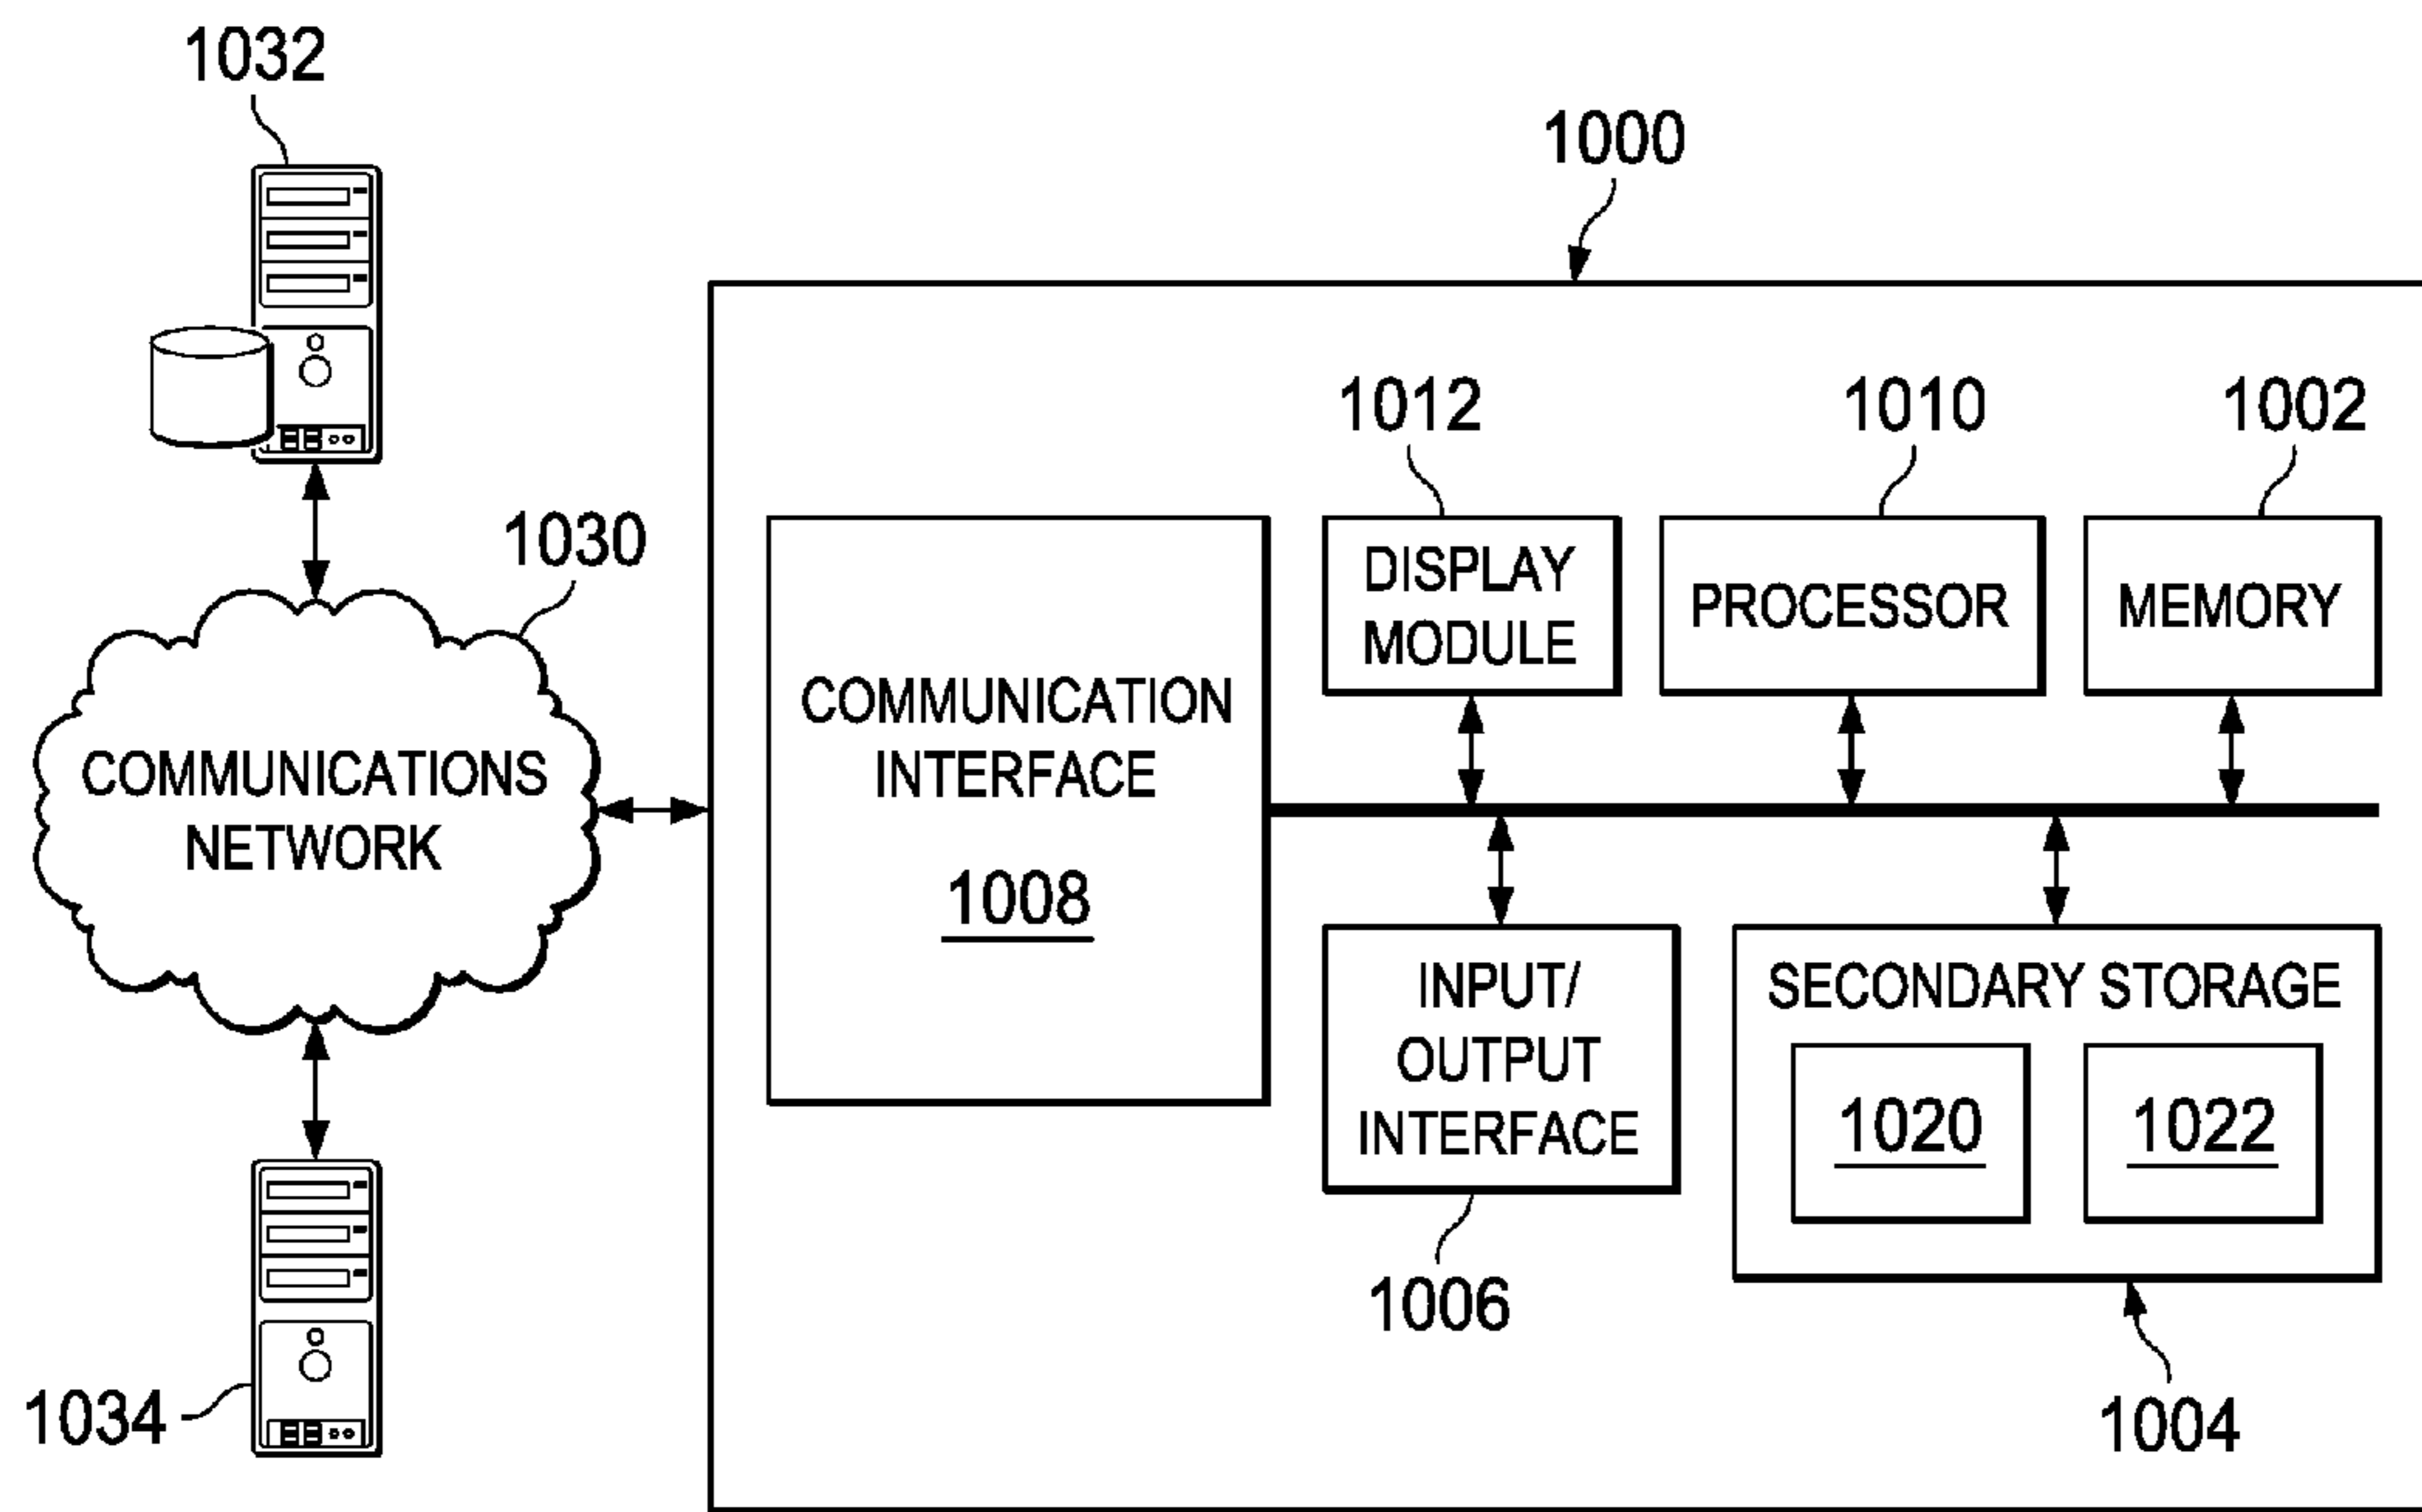 1032
1000
1012
1010
1002
1030
DISPLAY
MODULE
PROCESSOR
MEMORY
COMMUNICATION
INTERFACE
1008
COMMUNICATIONS
NETWORK
INPUT/
OUTPUT
INTERFACE
SECONDARY STORAGE
1020
1022
1006
1034
1004